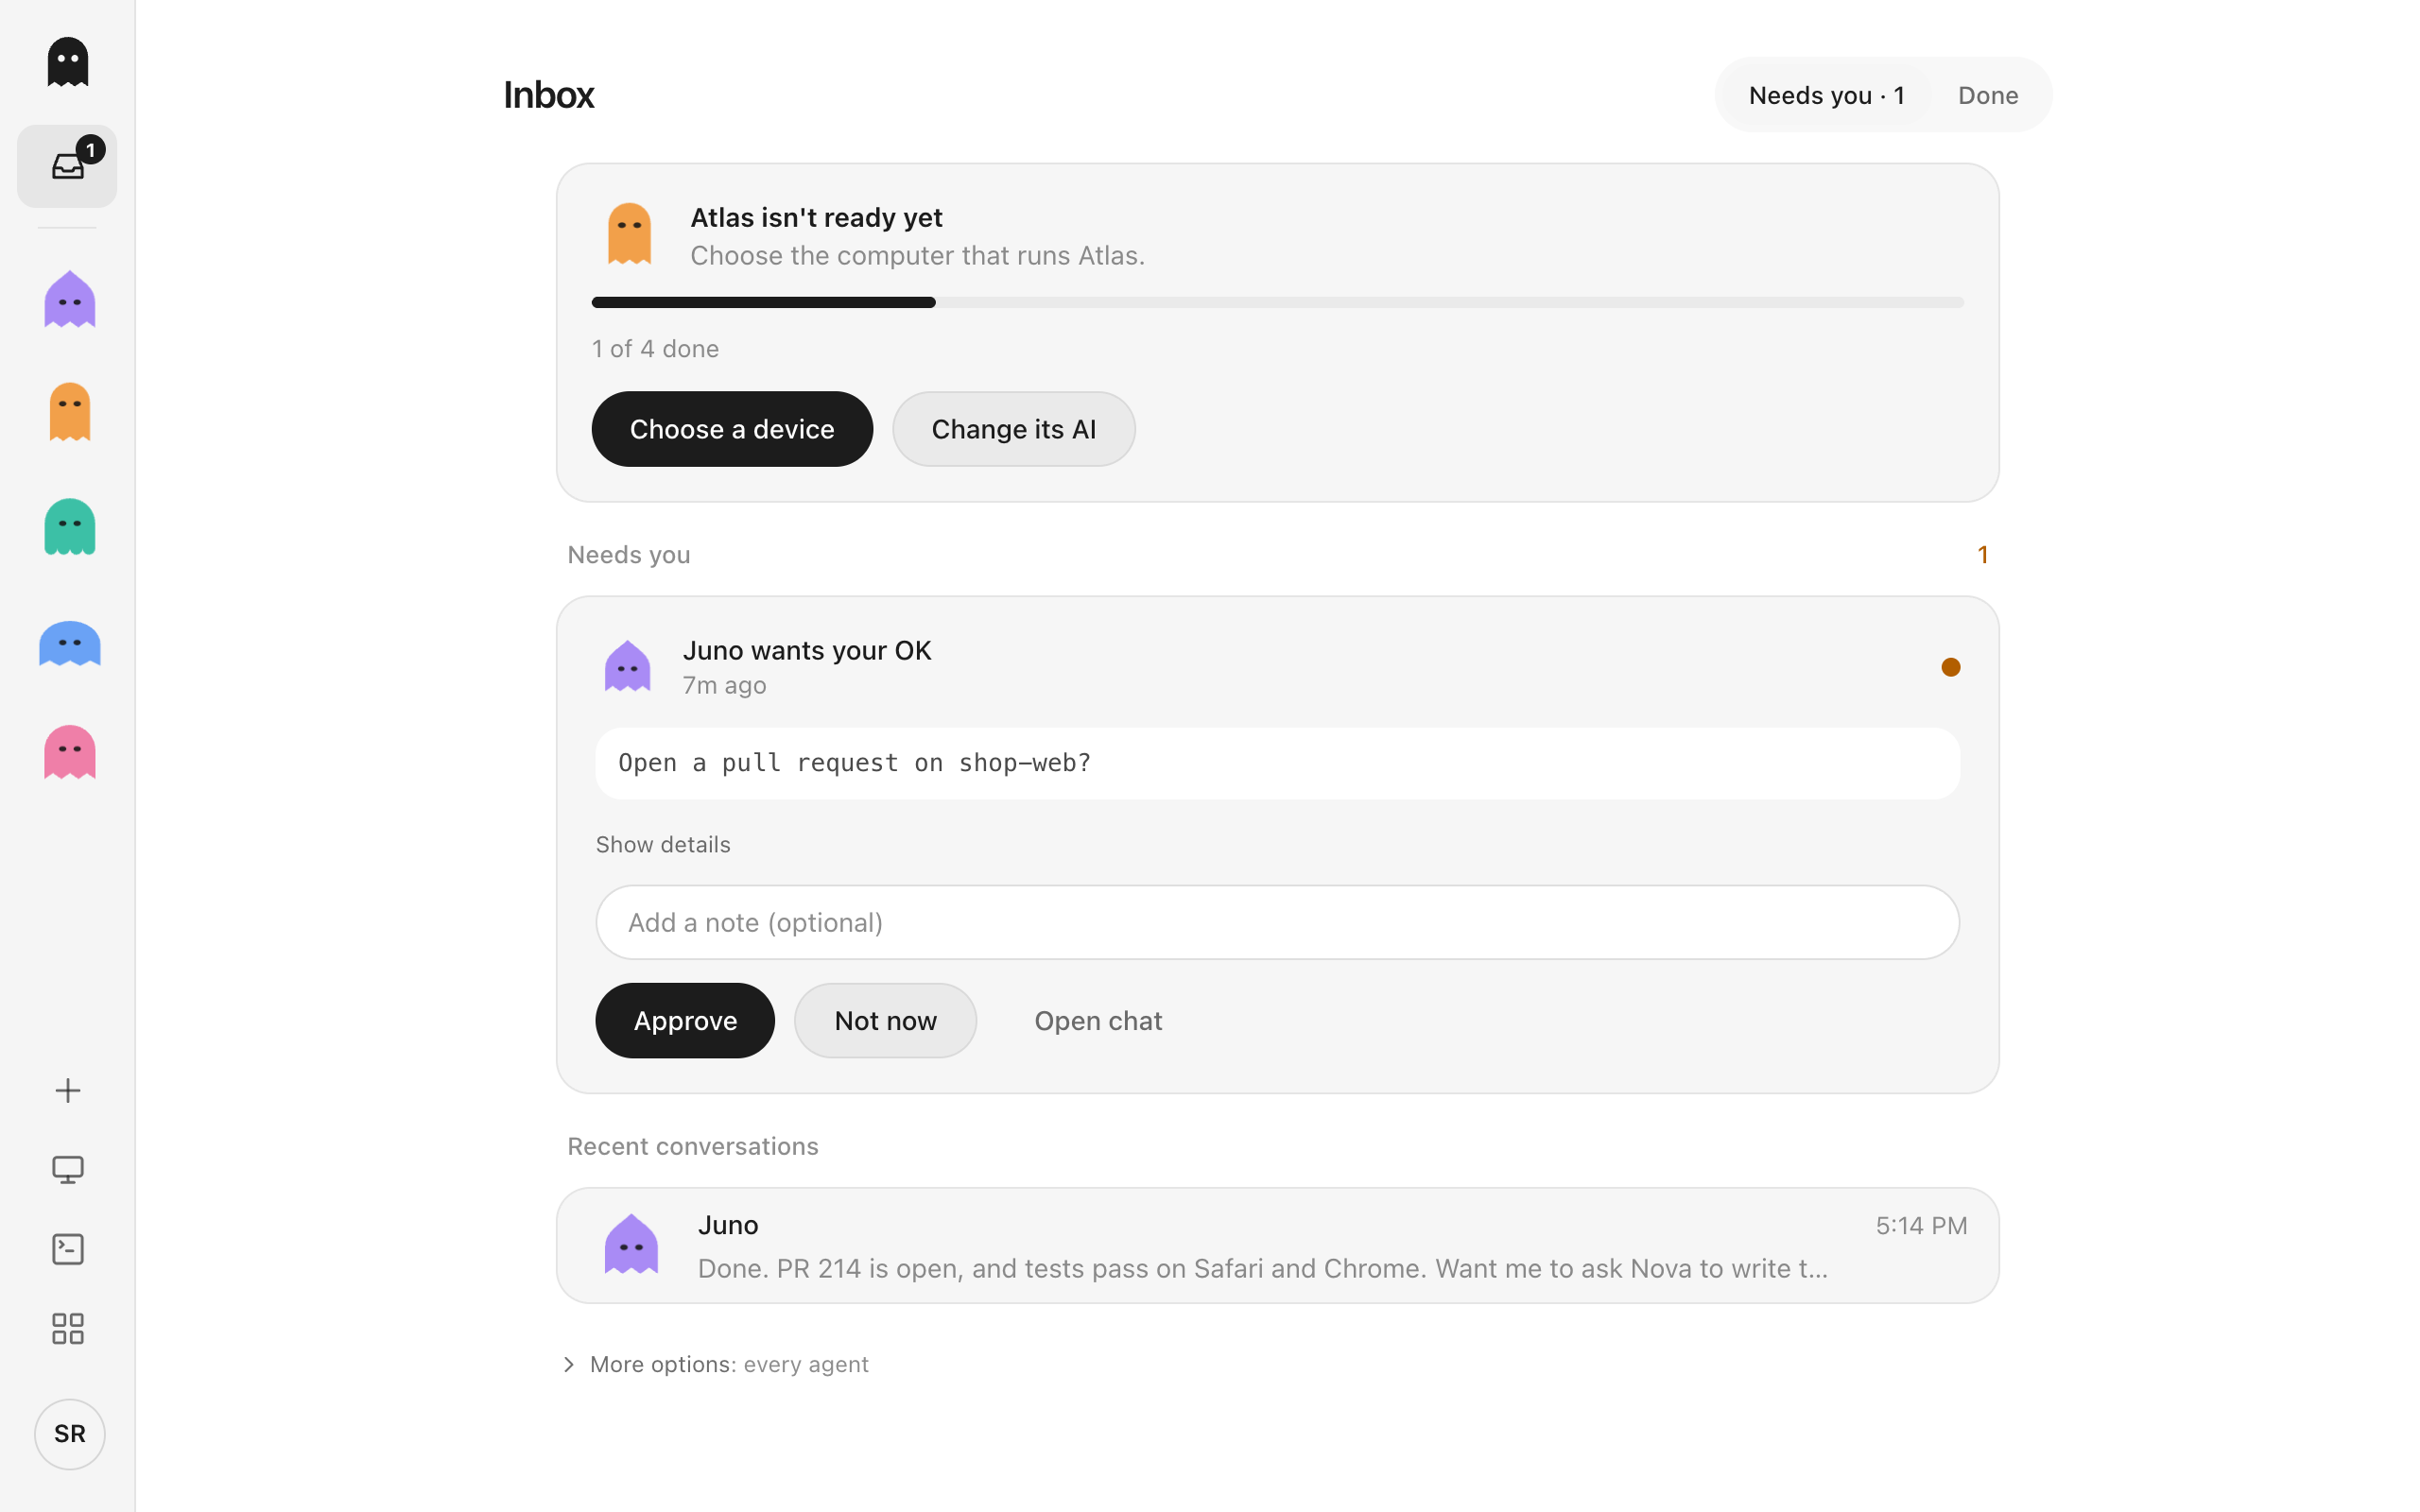 1
Inbox
Needs you · 1
Done
Atlas isn't ready yet
Choose the computer that runs Atlas.
1 of 4 done
Choose a device
Change its AI
Needs you
1
Juno wants your OK
7m ago
Open a pull request on shop-web?
Show details
Add a note (optional)
Approve
Not now
Open chat
Recent conversations
Juno
5:14 PM
Done. PR 214 is open, and tests pass on Safari and Chrome. Want me to ask Nova to write t...
More options: every agent
SR